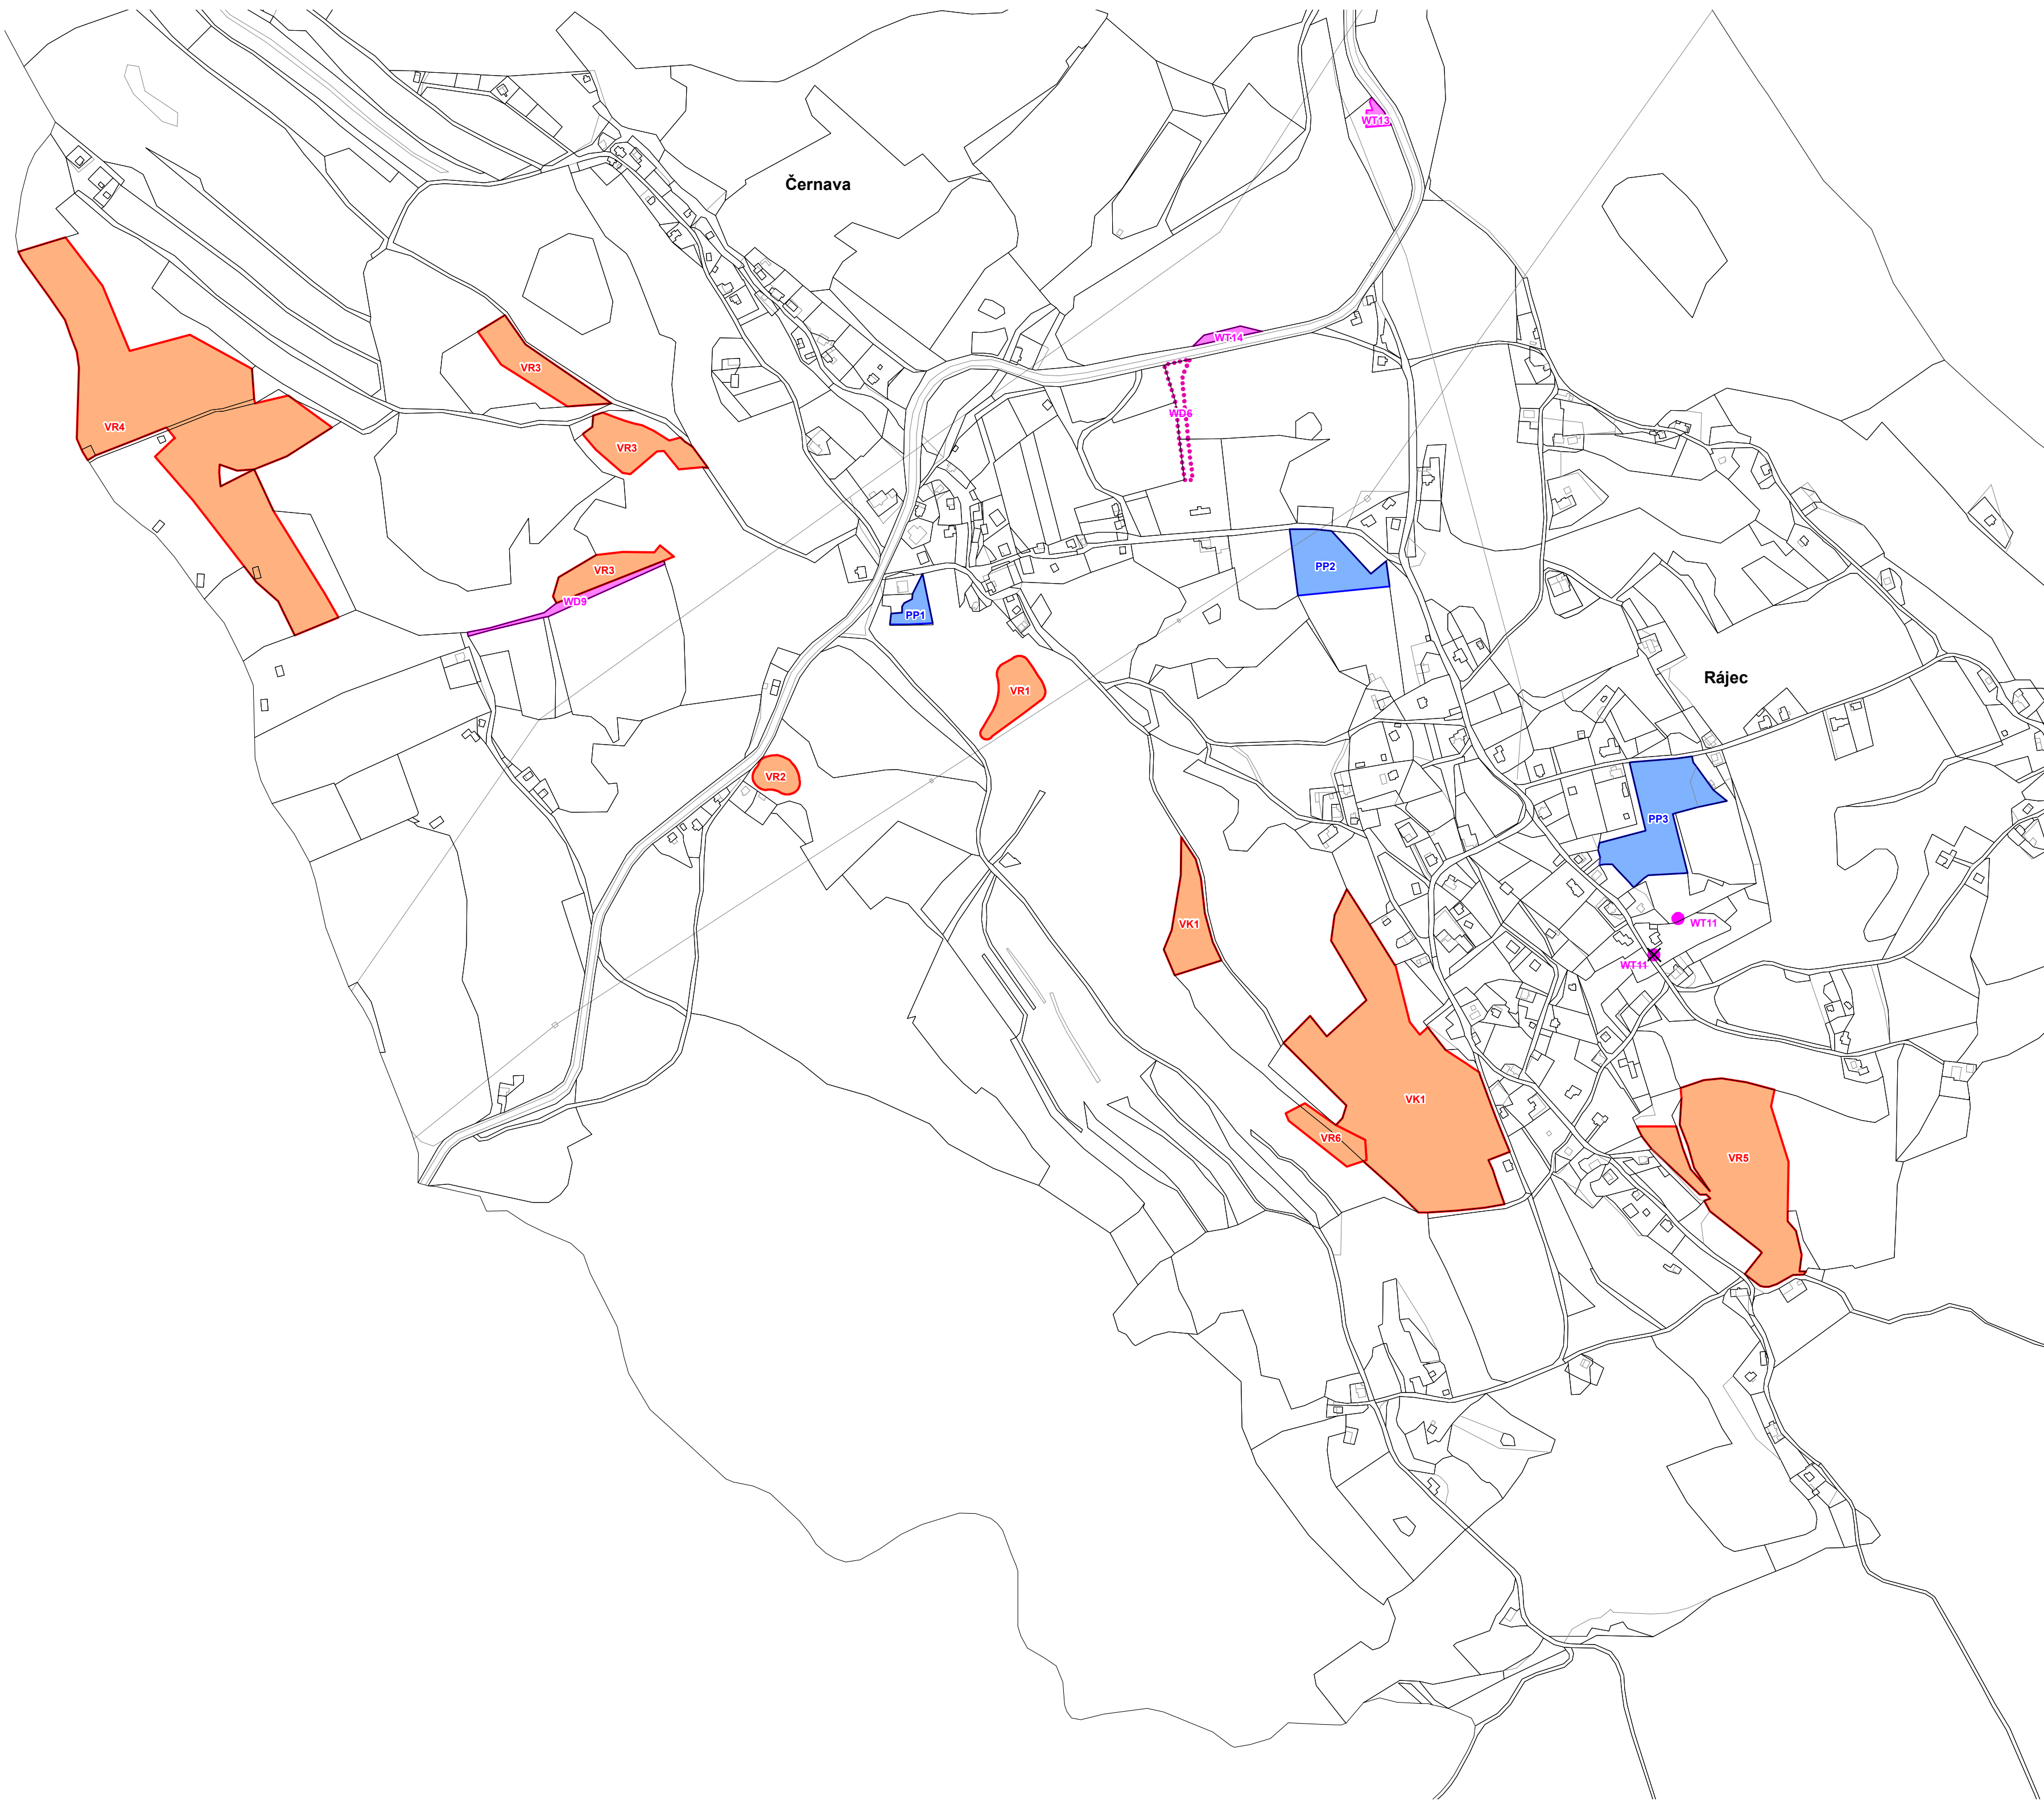 WT13
Černava
WT14
VR3
WD6
VR4
VR3
PP2
VR3
WD9
PP1
Rájec
VR1
VR2
PP3
WT11
VK1
WT11
VK1
VR6
VR5